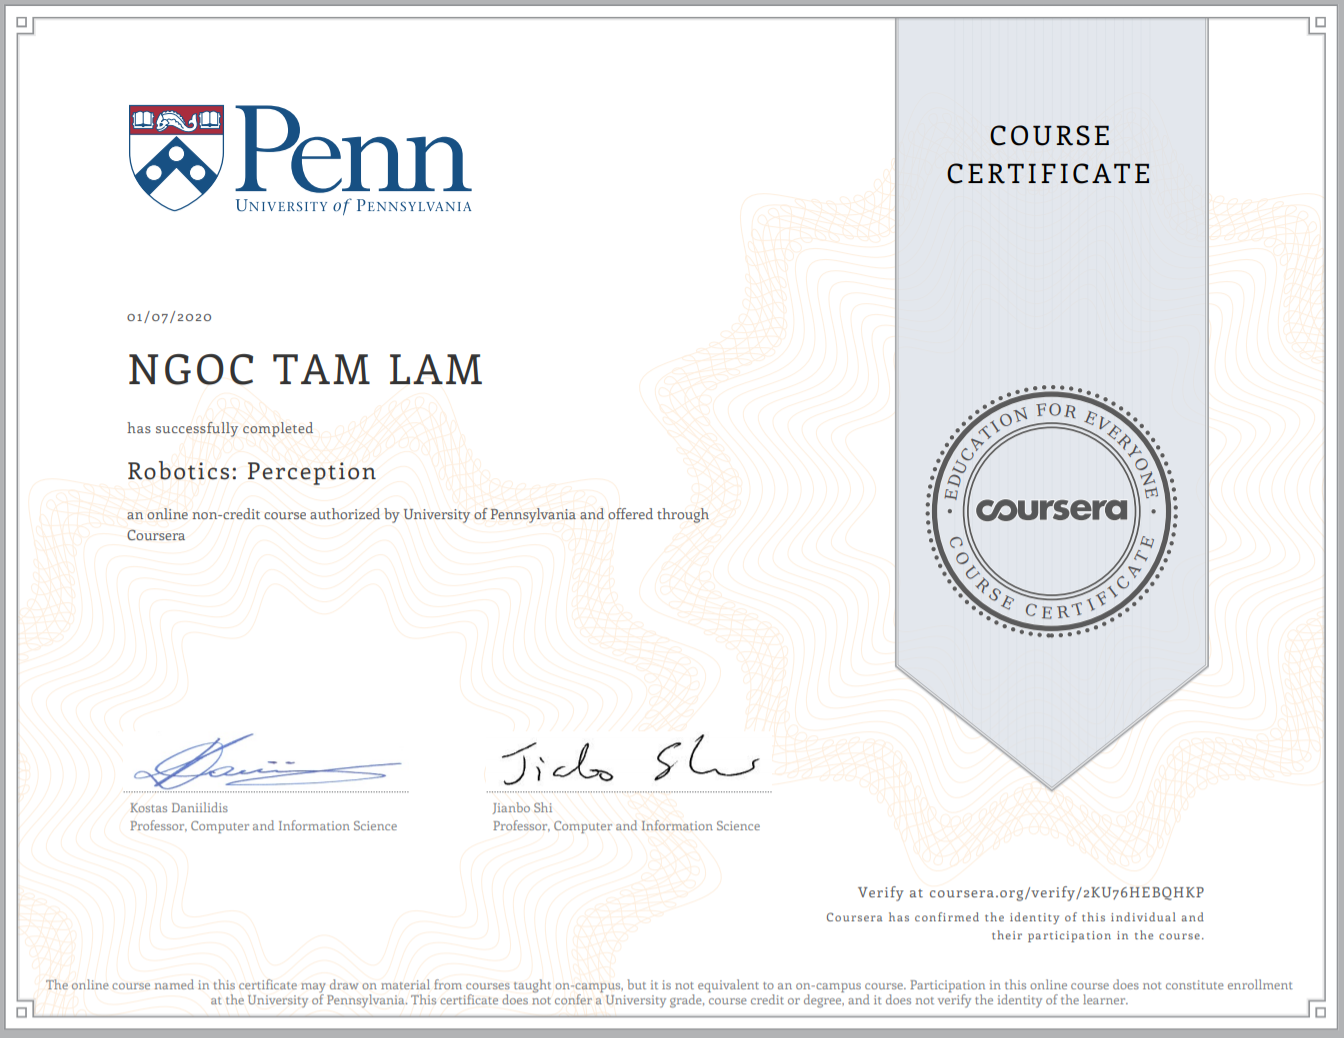 Penn
UNIVERSITY of PENNSYLVANIA
COURSE
CERTIFICATE
01/07/2020
NGOC TAM LAM
has successfully completed
Robotics: Perception
an online non-credit course authorized by University of Pennsylvania and offered through
Coursera
EDUCATION FOR EVERYONE
coursera
COURSE CERTIFICATE
Jianbo Shi
Kostas Daniilidis
Professor, Computer and Information Science
Jianbo Shi
Professor, Computer and Information Science
Verify at coursera.org/verify/2KU76HEBQHKP
Coursera has confirmed the identity of this individual and
their participation in the course.
The online course named in this certificate may draw on material from courses taught on-campus, but it is not equivalent to an on-campus course. Participation in this online course does not constitute enrollment
at the University of Pennsylvania. This certificate does not confer a University grade, course credit or degree, and it does not verify the identity of the learner.